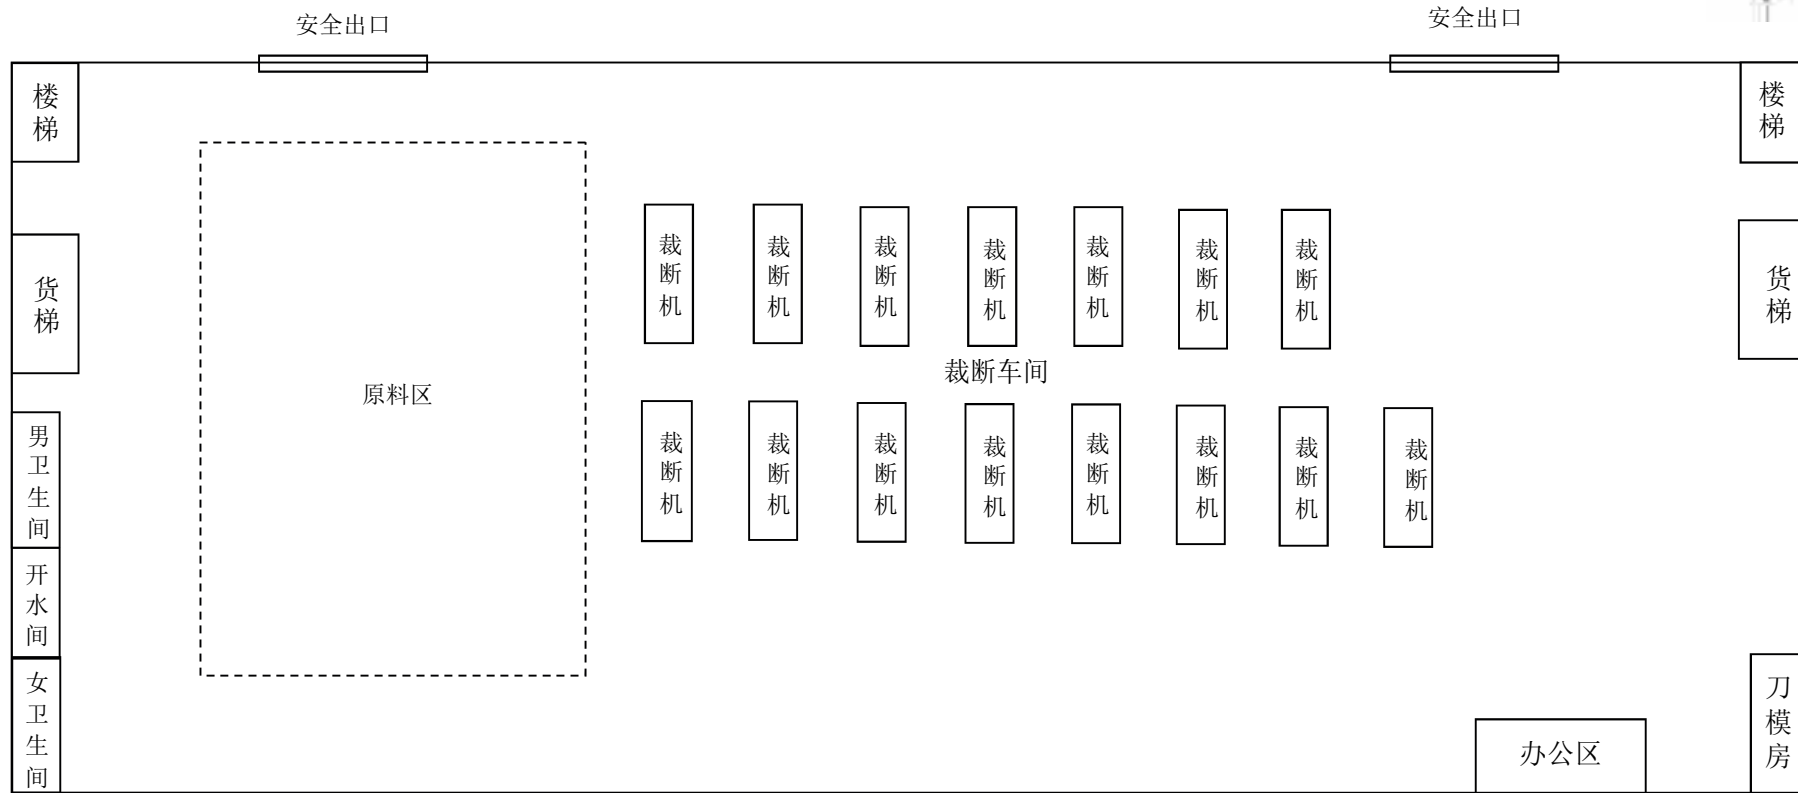 安全出口
安全出口
楼梯
楼梯
裁断机
裁断机
裁断机
裁断机
裁断机
裁断机
裁断机
货梯
货梯
裁断车间
原料区
男卫生间
裁断机
裁断机
裁断机
裁断机
裁断机
裁断机
裁断机
裁断机
开水间
女卫生间
刀模房
办公区